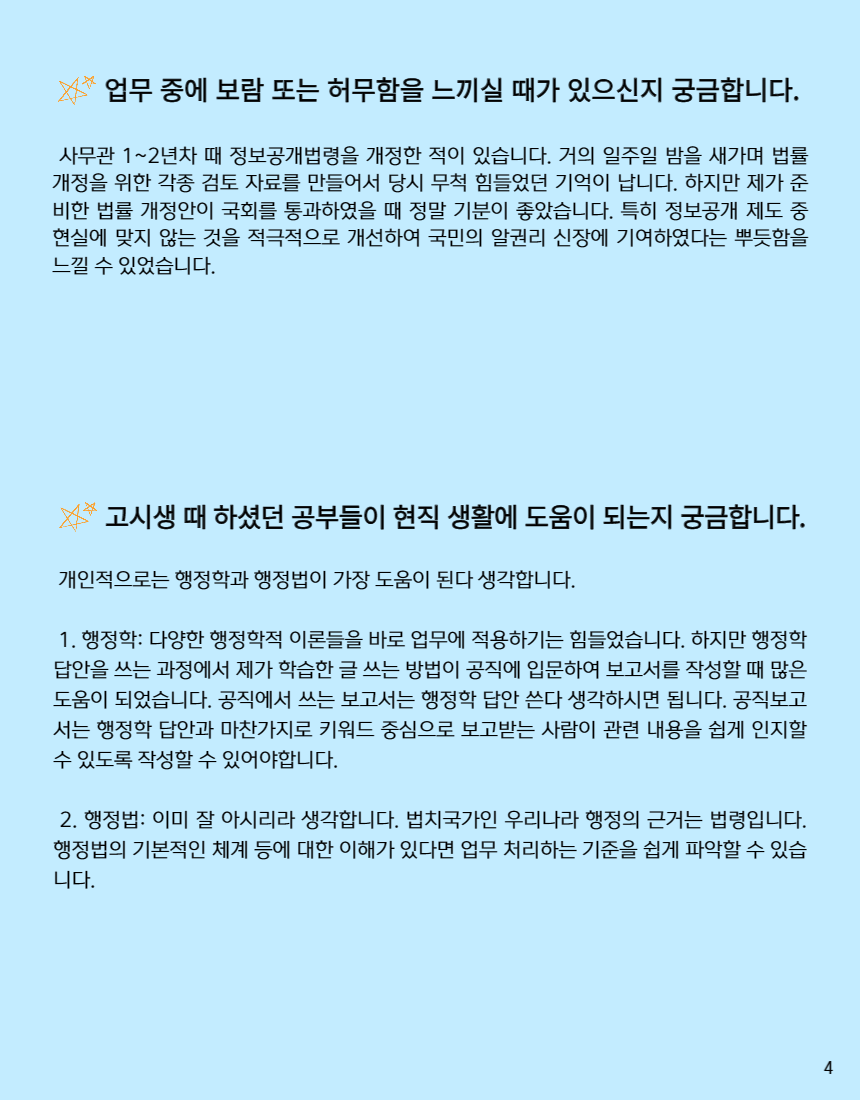 업무 중에 보람 또는 허무함을 느끼실 때가 있으신지 궁금합니다.
사무관 1~2년차 때 정보공개법령을 개정한 적이 있습니다. 거의 일주일 밤을 새가며 법률
개정을 위한 각종 검토 자료를 만들어서 당시 무척 힘들었던 기억이 납니다. 하지만 제가 준
비한 법률 개정안이 국회를 통과하였을 때 정말 기분이 좋았습니다. 특히 정보공개 제도 중
현실에 맞지 않는 것을 적극적으로 개선하여 국민의 알권리 신장에 기여하였다는 뿌듯함을
느낄 수 있었습니다.
고시생 때 하셨던 공부들이 현직 생활에 도움이 되는지 궁금합니다.
개인적으로는 행정학과 행정법이 가장 도움이 된다 생각합니다.
1. 행정학: 다양한 행정학적 이론들을 바로 업무에 적용하기는 힘들었습니다. 하지만 행정학
답안을 쓰는 과정에서 제가 학습한 글 쓰는 방법이 공직에 입문하여 보고서를 작성할 때 많은
도움이 되었습니다. 공직에서 쓰는 보고서는 행정학 답안 쓴다 생각하시면 됩니다. 공직보고
서는 행정학 답안과 마찬가지로 키워드 중심으로 보고받는 사람이 관련 내용을 쉽게 인지할
수 있도록 작성할 수 있어야합니다.
2. 행정법: 이미 잘 아시리라 생각합니다. 법치국가인 우리나라 행정의 근거는 법령입니다.
행정법의 기본적인 체계 등에 대한 이해가 있다면 업무 처리하는 기준을 쉽게 파악할 수 있습
니다.
4